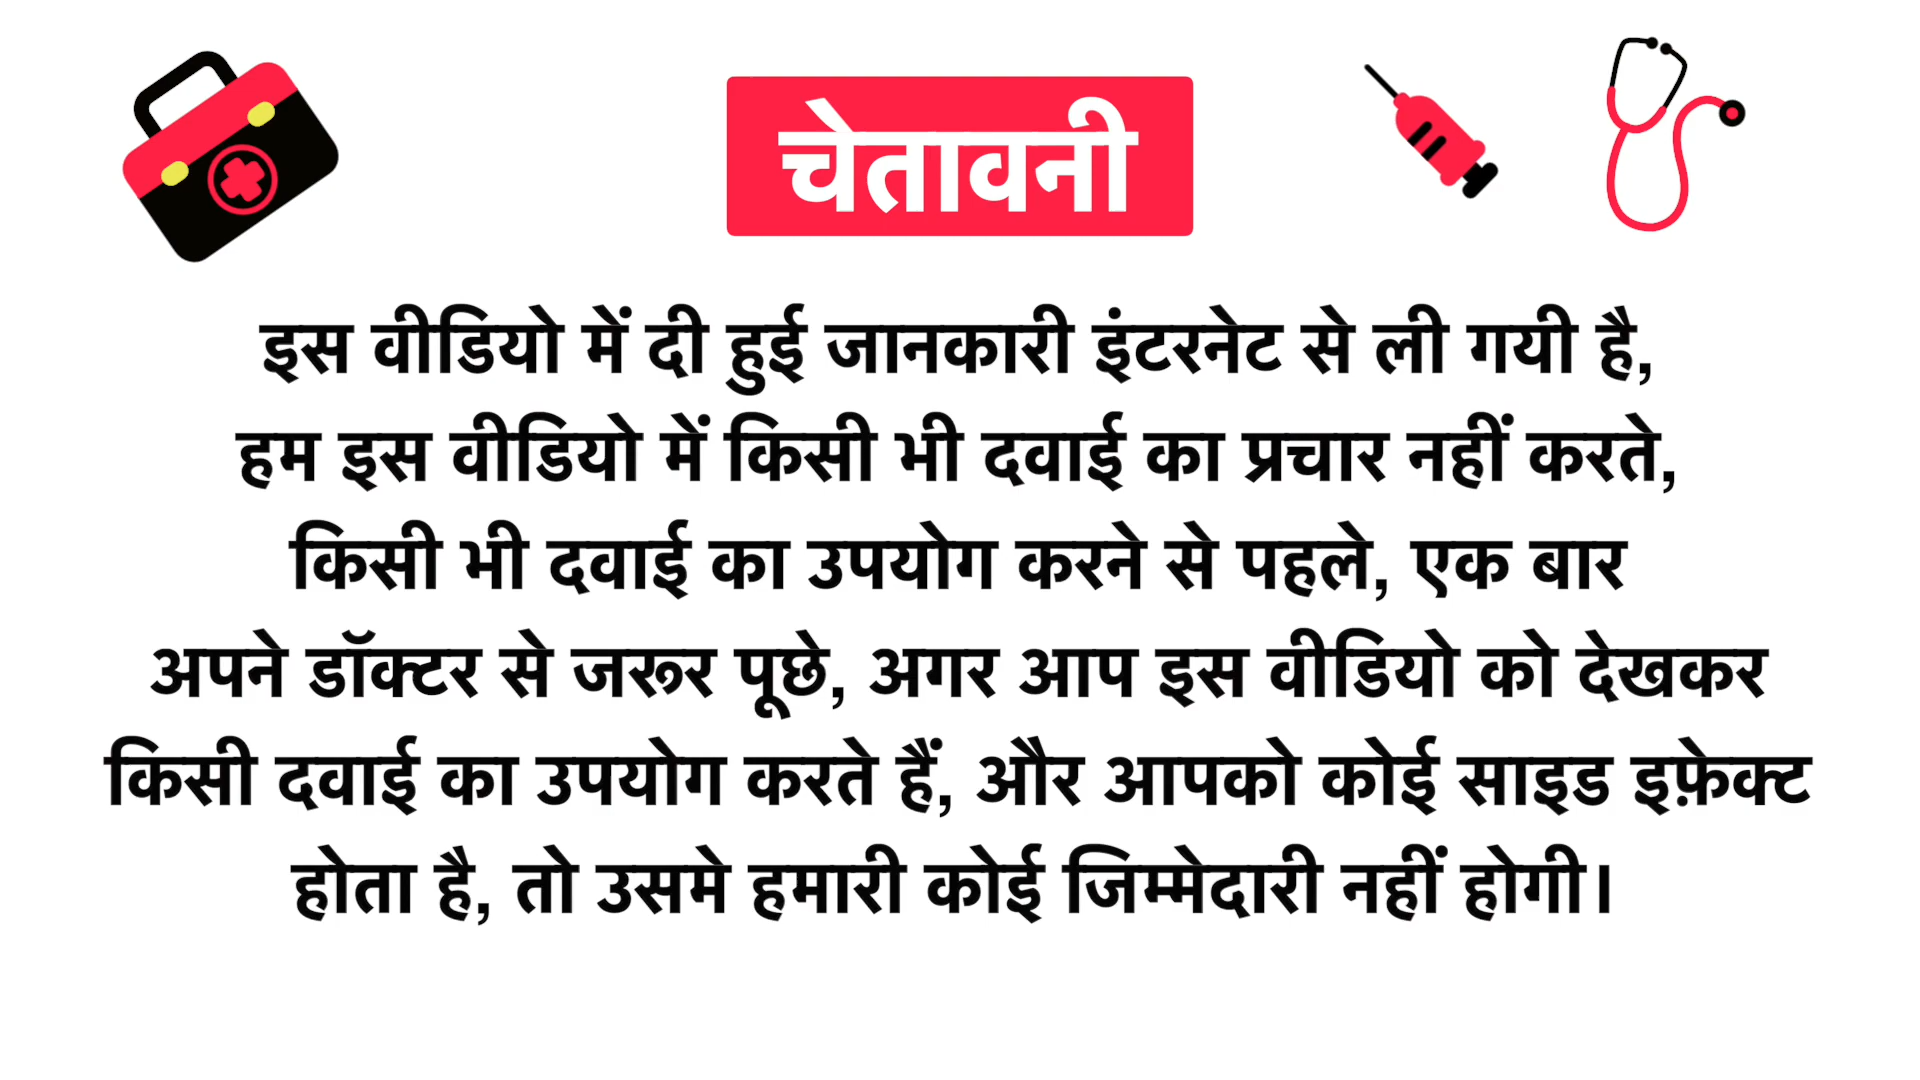 चेतावनी
इस वीडियो में दी हुई जानकारी इंटरनेट से ली गयी है,
हम इस वीडियो में किसी भी दवाई का प्रचार नहीं करते,
किसी भी दवाई का उपयोग करने से पहले, एक बार
अपने डॉक्टर से जरूर पूछे, अगर आप इस वीडियो को देखकर
किसी दवाई का उपयोग करते हैं, और आपको कोई साइड इफ़ेक्ट
होता है, तो उसमे हमारी कोई जिम्मेदारी नहीं होगी।